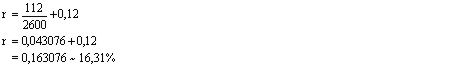 r = 112/2600 +0,12
r = 0,043076+0,12
= 0,163076 ~ 16,31%